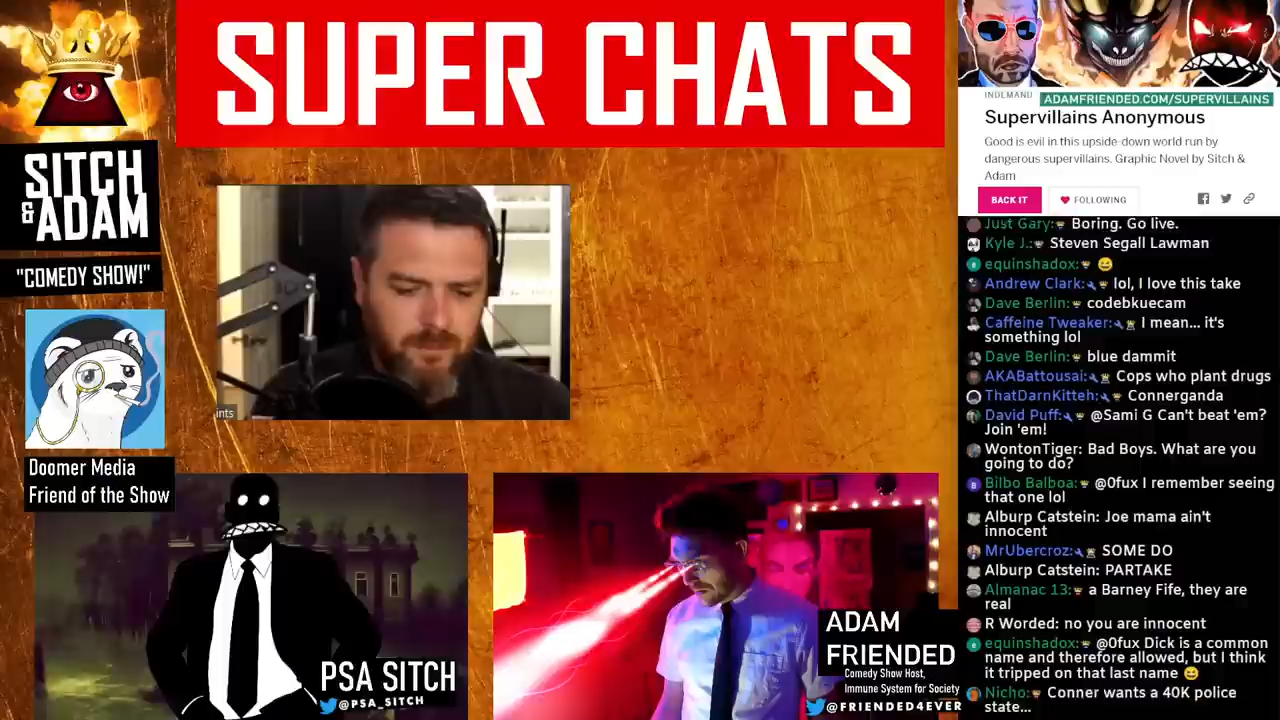 SUPER CHATS
SITCH
& ADAM
"COMEDY SHOW!"
Doomer Media
Friend of the Show
ints
PSA SITCH
@PSA_SITCH
ADAM
FRIENDED
Comedy Show Host,
Immune System for Society
@FRIENDED4EVER
INDEMAND
ADAMFRIENDED.COM/SUPERVILLAINS
Supervillains Anonymous
Good is evil in this upside-down world run by
dangerous supervillains. Graphic Novel by Sitch &
Adam
BACK IT
FOLLOWING
Just Gary: Boring. Go live.
Kyle J.: Steven Segall Lawman
equinshadox: 😅
Andrew Clark: lol, I love this take
Dave Berlin: codebkuecam
Caffeine Tweaker: I mean... it's
something lol
Dave Berlin: blue dammit
AKABattousai: Cops who plant drugs
ThatDarnKitteh; Connerganda
David Puff: @Sami G Can't beat 'em?
Join 'em!
WontonTiger: Bad Boys. What are you
going to do?
Bilbo Balboa: @0fux I remember seeing
that one lol
Alburp Catstein: Joe mama ain't
innocent
MrUbercroz: SOME DO
Alburp Catstein: PARTAKE
Almanac 13: a Barney Fife, they are
real
R Worded: no you are innocent
equinshadox: @0fux Dick is a common
name and therefore allowed, but I think
it tripped on that last name 😅
Nicho: Conner wants a 40K police
state...